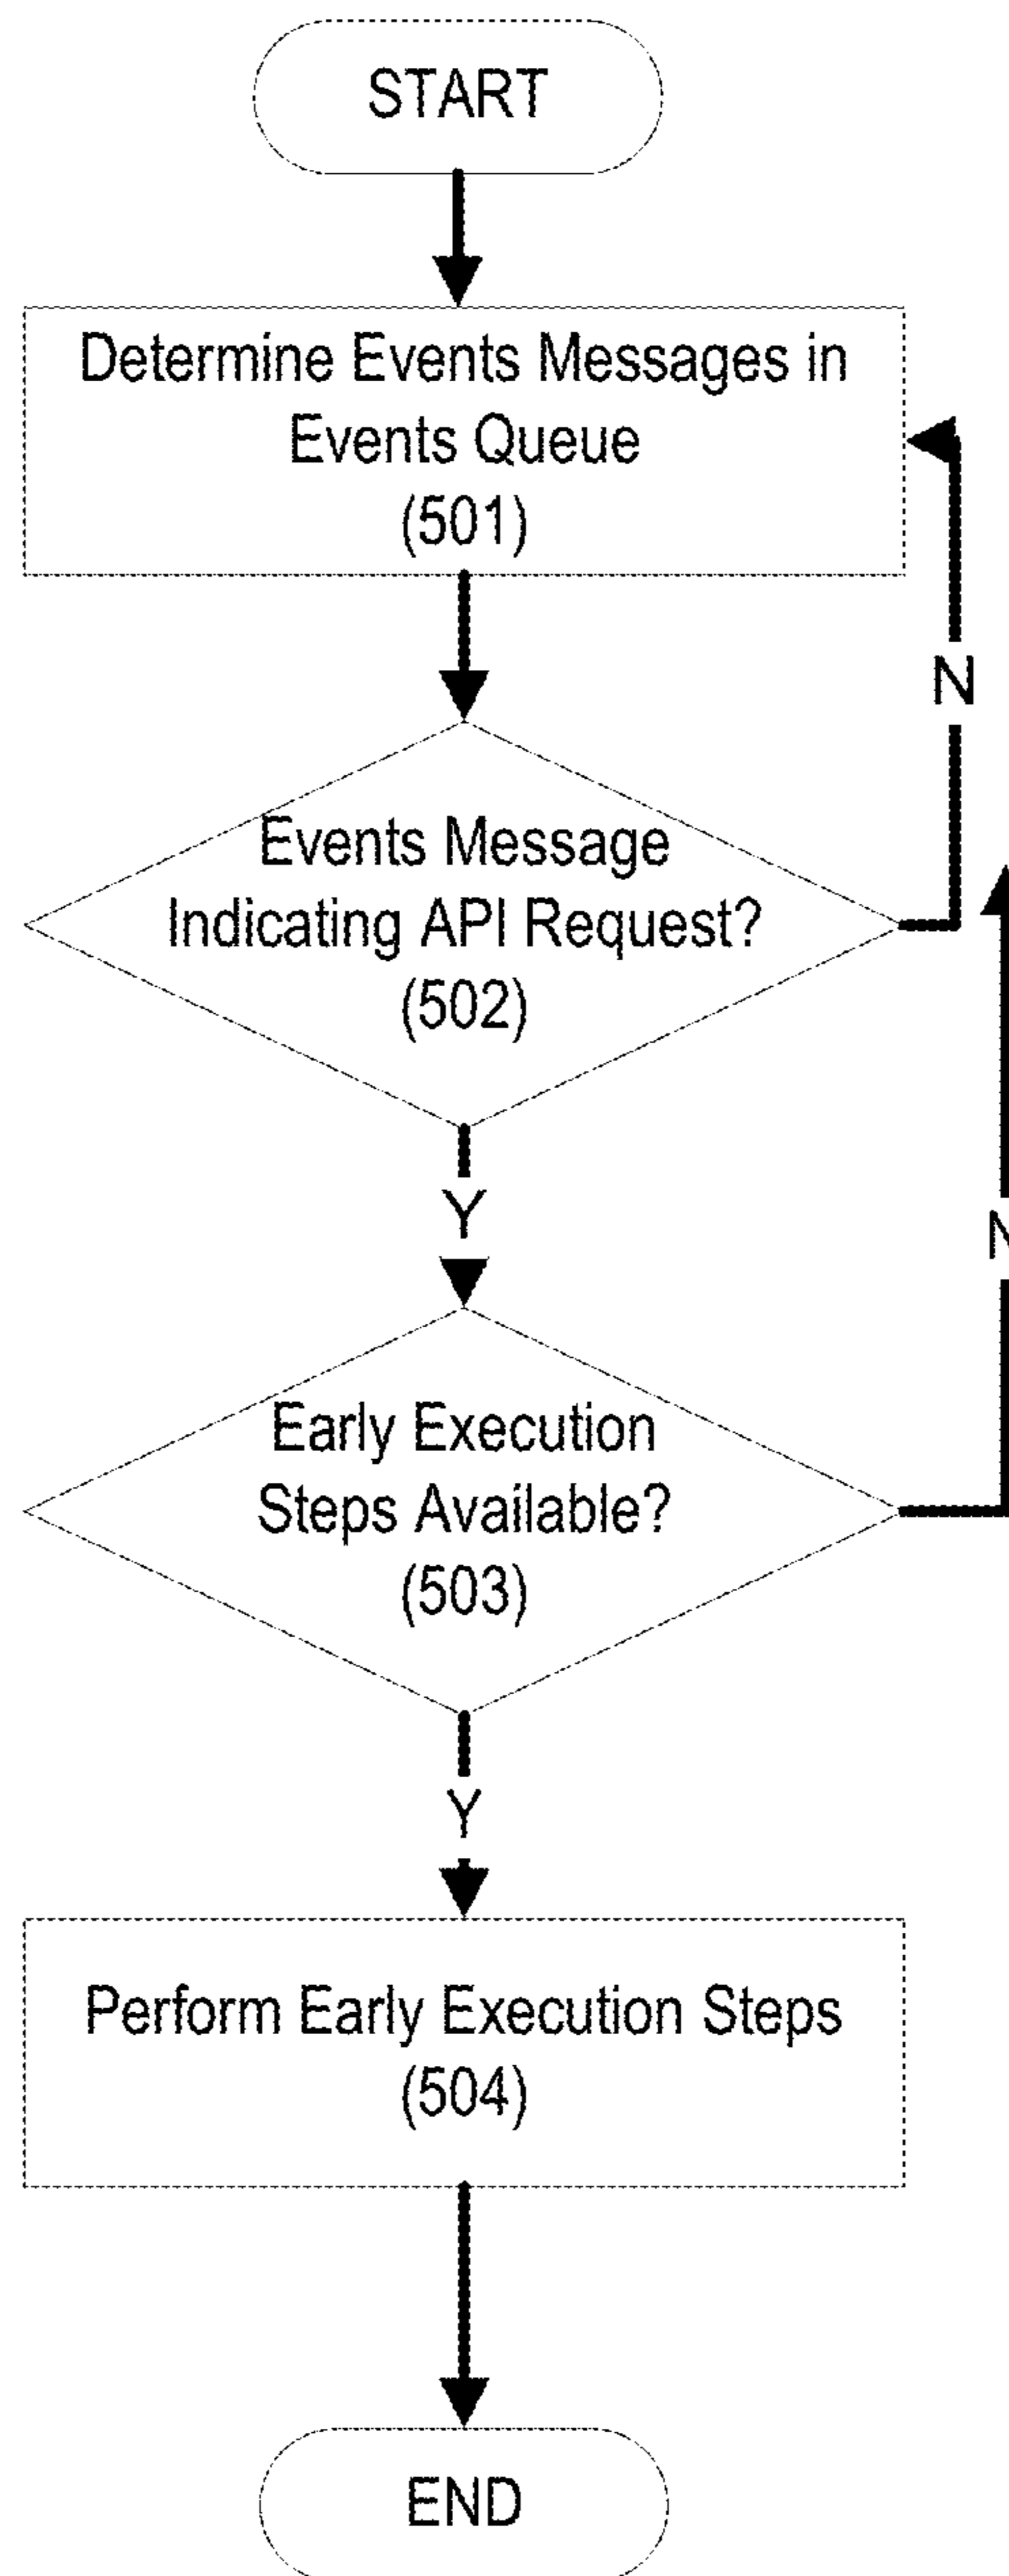 START
Determine Events Messages in
Events Queue
(501)
N
Events Message
Indicating API Request?
(502)
Y
N
Early Execution
Steps Available?
(503)
Y
Perform Early Execution Steps
(504)
END